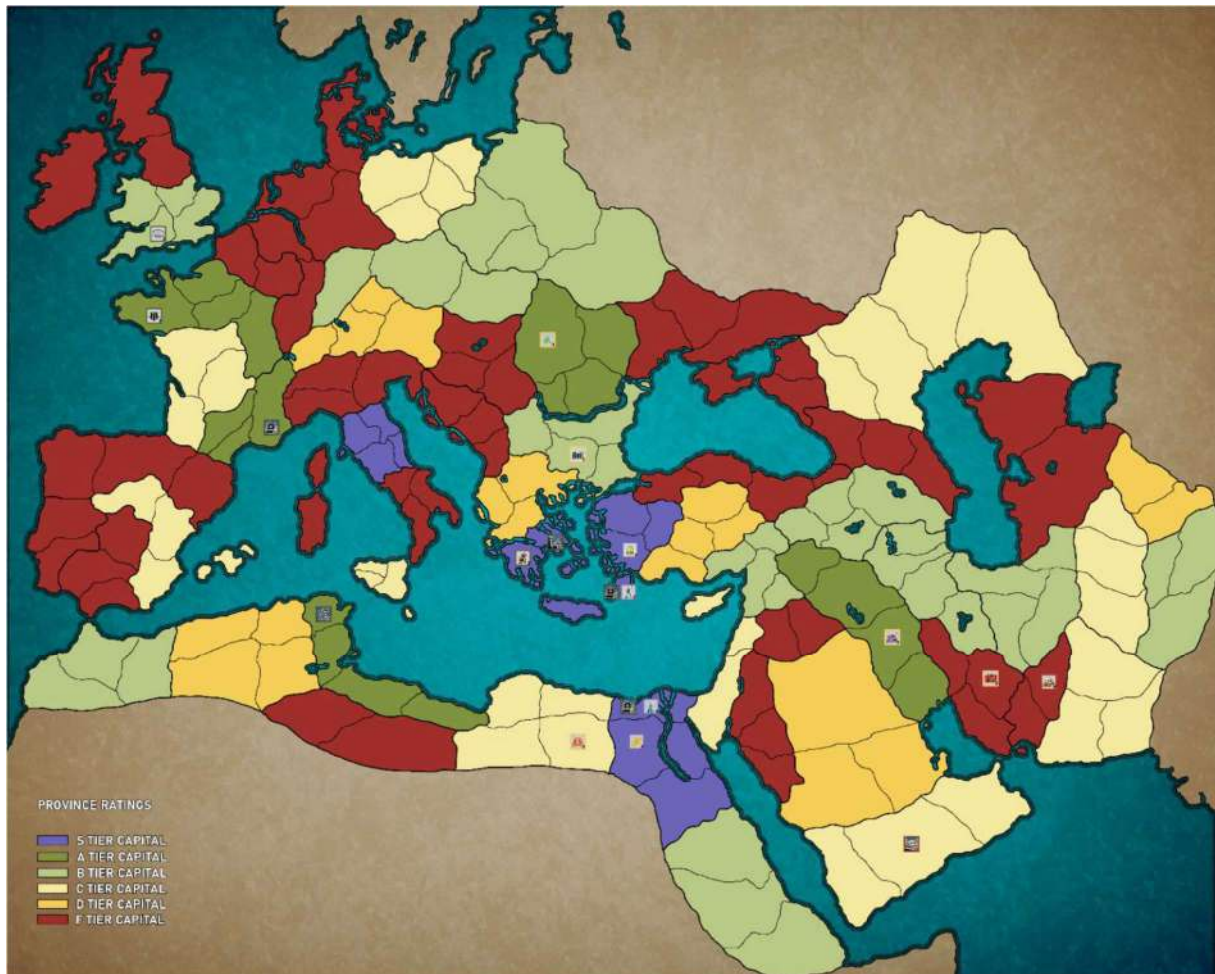 PROVINCE RATINGS
S TIER CAPITAL
A TIER CAPITAL
B TIER CAPITAL
C TIER CAPITAL
D TIER CAPITAL
F TIER CAPITAL